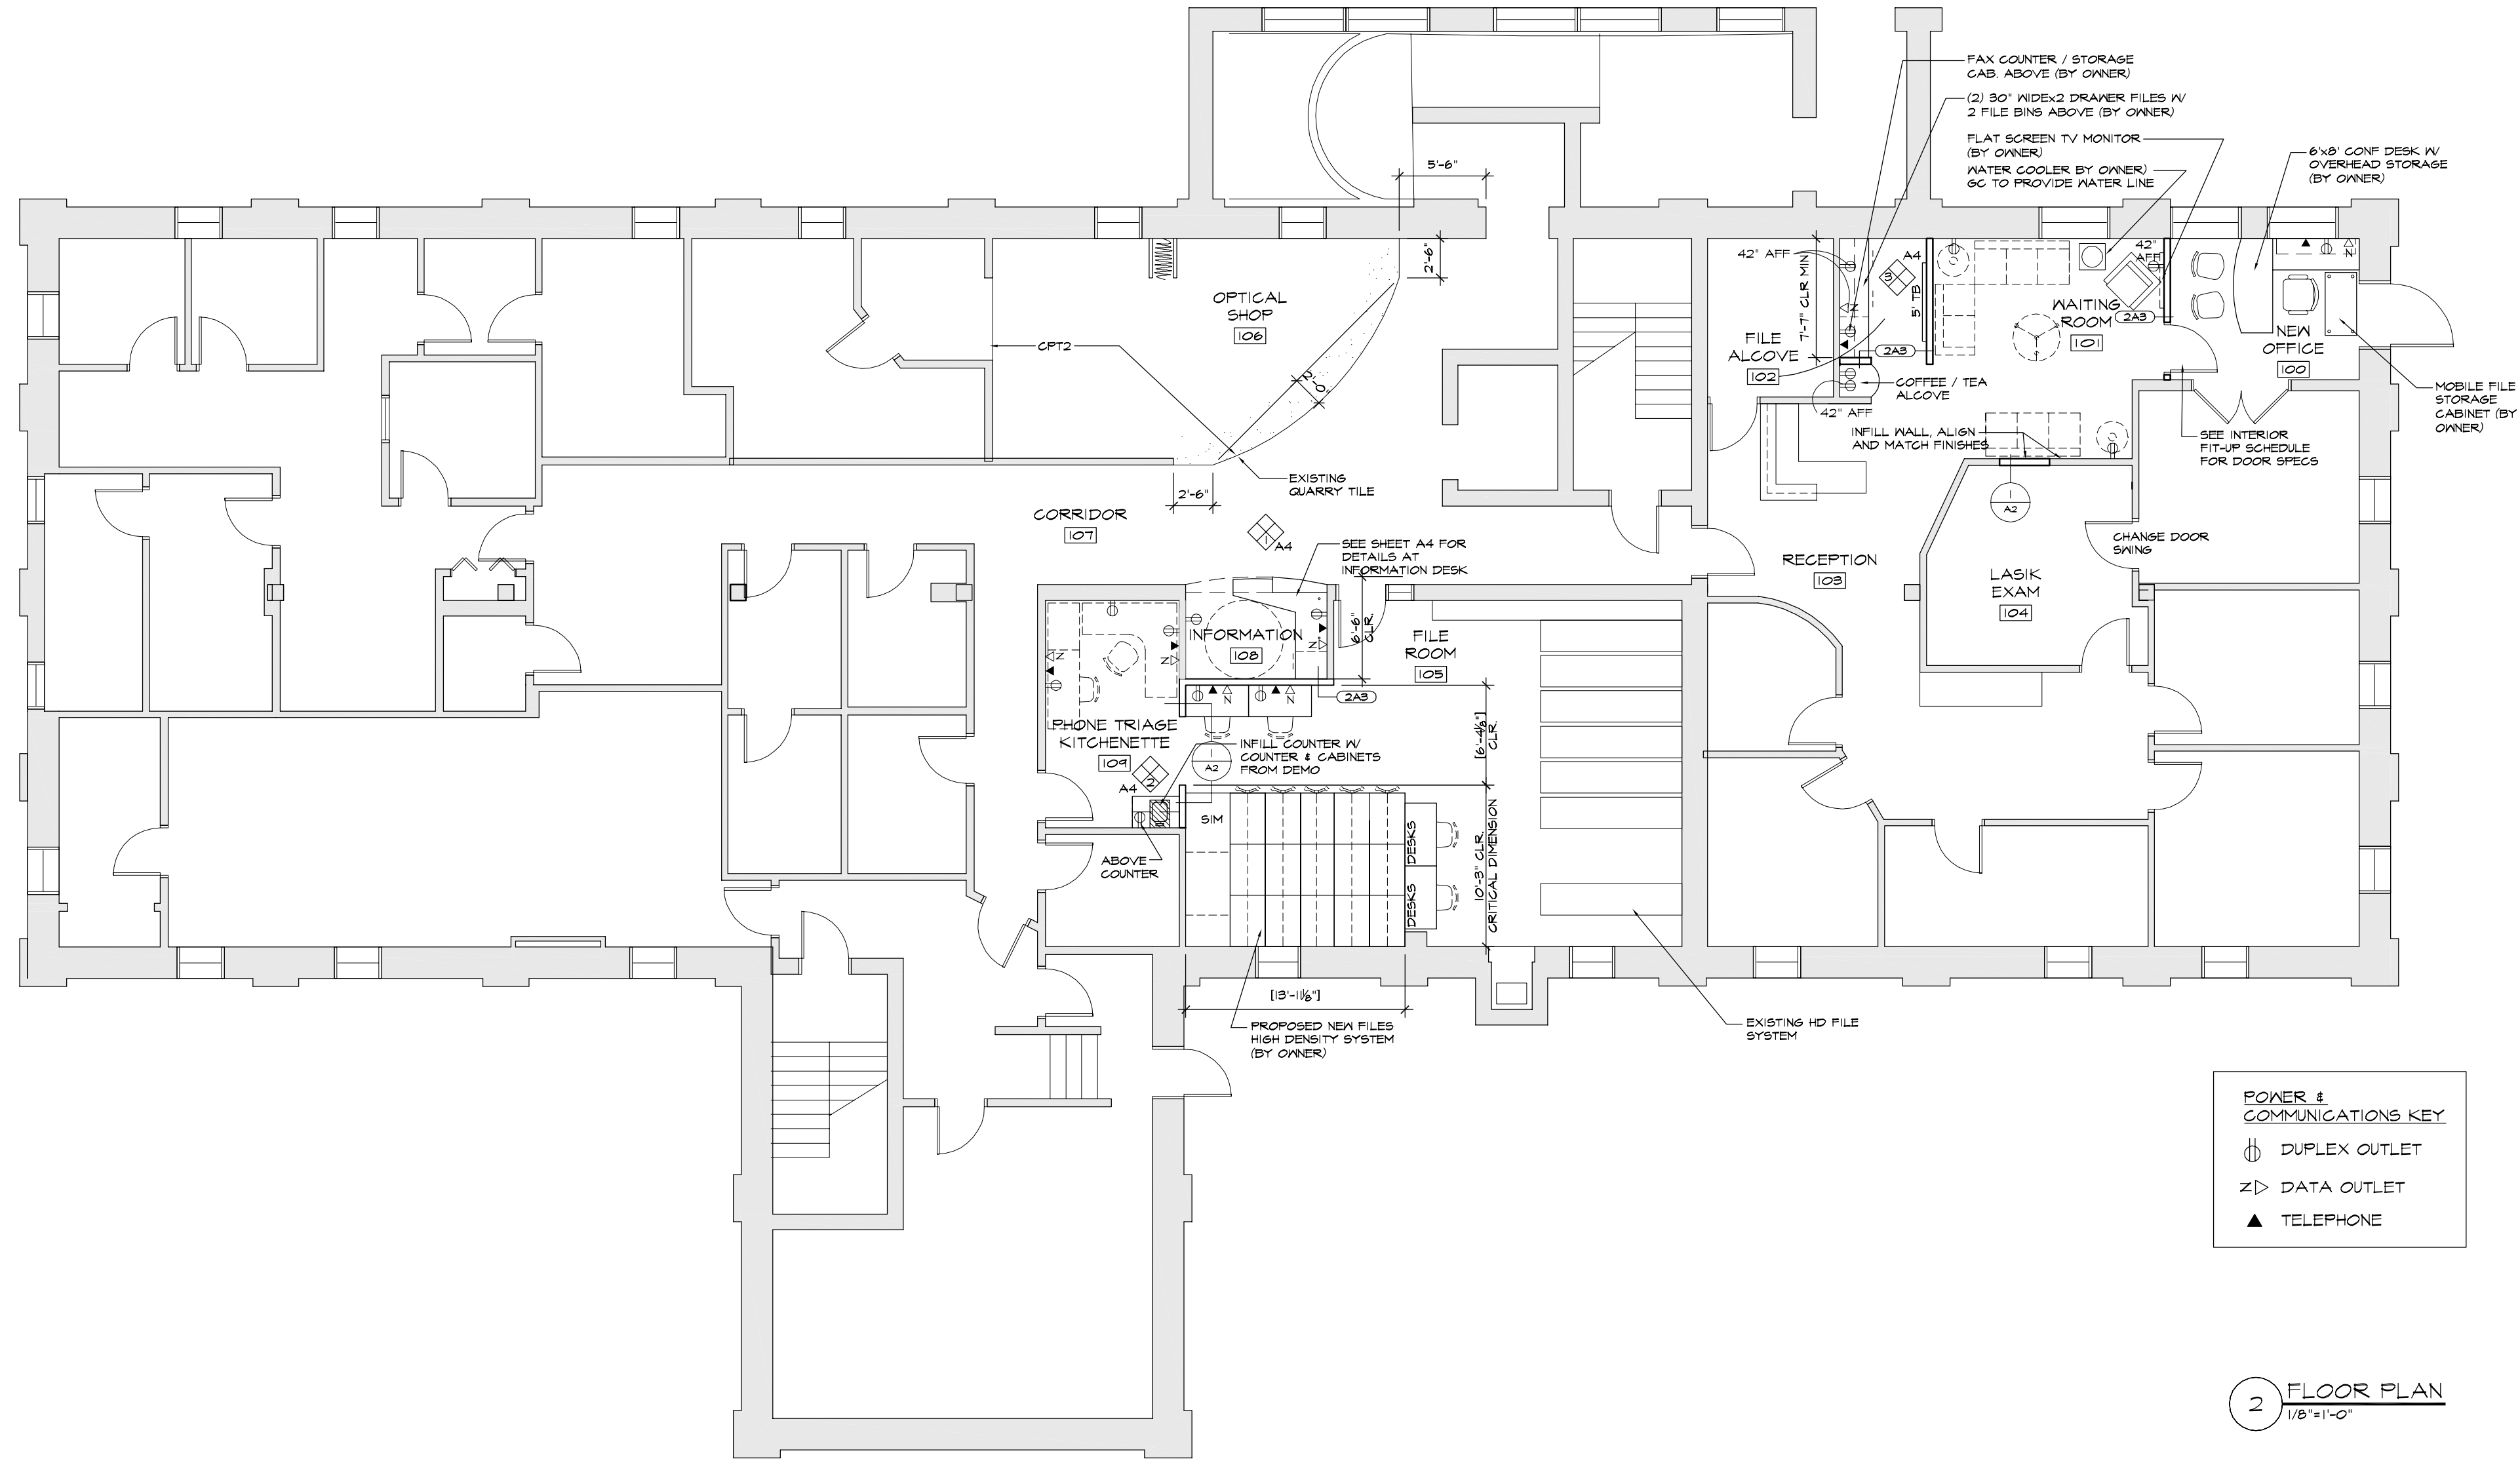 FAX COUNTER / STORAGE
CAB. ABOVE (BY OWNER)
(2) 30" WIDEx2 DRAWER FILES W/
2 FILE BINS ABOVE (BY OWNER)
FLAT SCREEN TV MONITOR
(BY OWNER)
WATER COOLER BY OWNER)
GC TO PROVIDE WATER LINE
6'x8' CONF DESK W/
OVERHEAD STORAGE
(BY OWNER)
5'-6"
2'-6"
42" AFF
7'-7" CLR MIN
A4
3
5' TB
42"
AFF
OPTICAL
SHOP
106
CPT2
2'-0"
FILE
ALCOVE
102
2A3
WAITING
ROOM
101
2A3
NEW
OFFICE
100
COFFEE / TEA
ALCOVE
42" AFF
MOBILE FILE
STORAGE
CABINET (BY
OWNER)
INFILL WALL, ALIGN
AND MATCH FINISHES
SEE INTERIOR
FIT-UP SCHEDULE
FOR DOOR SPECS
EXISTING
QUARRY TILE
2'-6"
1
A2
CORRIDOR
107
1
A4
SEE SHEET A4 FOR
DETAILS AT
INFORMATION DESK
CHANGE DOOR
SWING
RECEPTION
103
LASIK
EXAM
104
INFORMATION
108
6'-6"
CLR.
FILE
ROOM
105
2A3
N
N
N
N
N
N
N
PHONE TRIAGE
KITCHENETTE
109
A4
2
1
A2
INFILL COUNTER W/
COUNTER & CABINETS
FROM DEMO
[6'-4⅛"]
CLR.
SIM
DESKS
DESKS
10'-3" CLR.
CRITICAL DIMENSION
ABOVE
COUNTER
[13'-11⅛"]
PROPOSED NEW FILES
HIGH DENSITY SYSTEM
(BY OWNER)
EXISTING HD FILE
SYSTEM
POWER &
COMMUNICATIONS KEY
DUPLEX OUTLET
N DATA OUTLET
TELEPHONE
2
FLOOR PLAN
1/8"=1'-0"